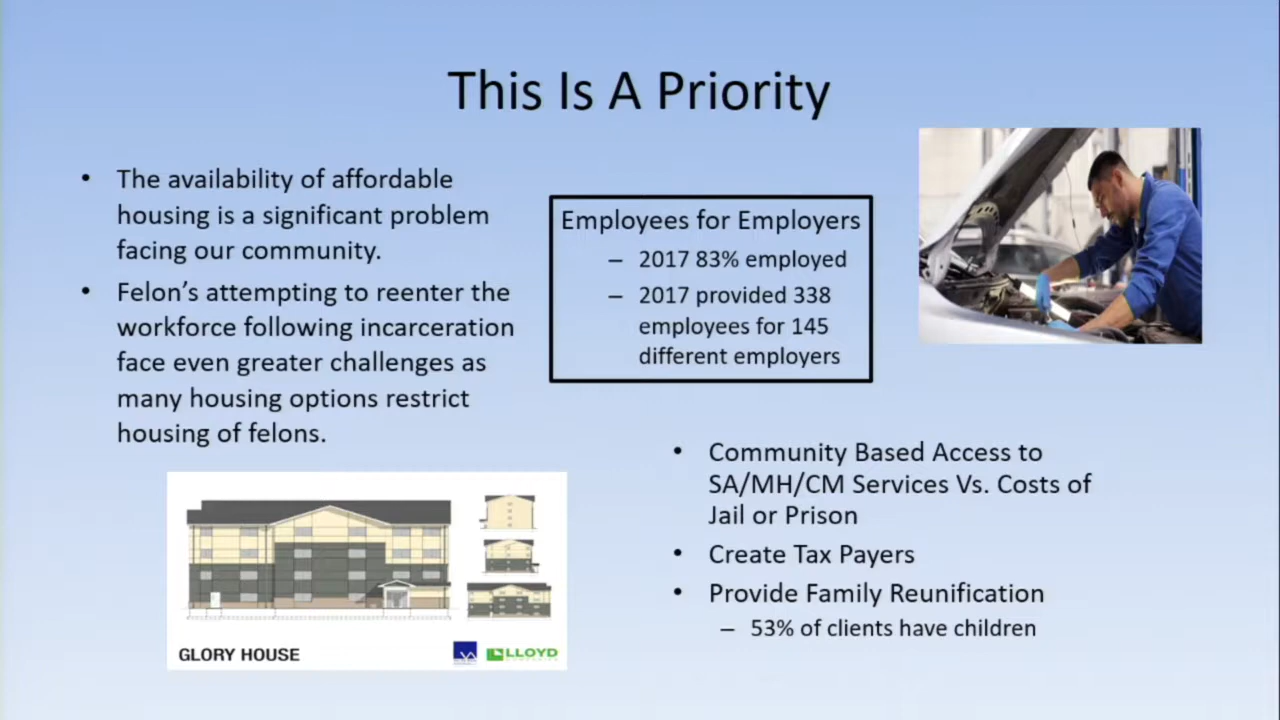 This Is A Priority
• The availability of affordable
housing is a significant problem
facing our community.
• Felon's attempting to reenter the
workforce following incarceration
face even greater challenges as
many housing options restrict
housing of felons.
Employees for Employers
– 2017 83% employed
– 2017 provided 338
employees for 145
different employers
• Community Based Access to
SA/MH/CM Services Vs. Costs of
Jail or Prison
• Create Tax Payers
• Provide Family Reunification
– 53% of clients have children
GLORY HOUSE
LLOYD